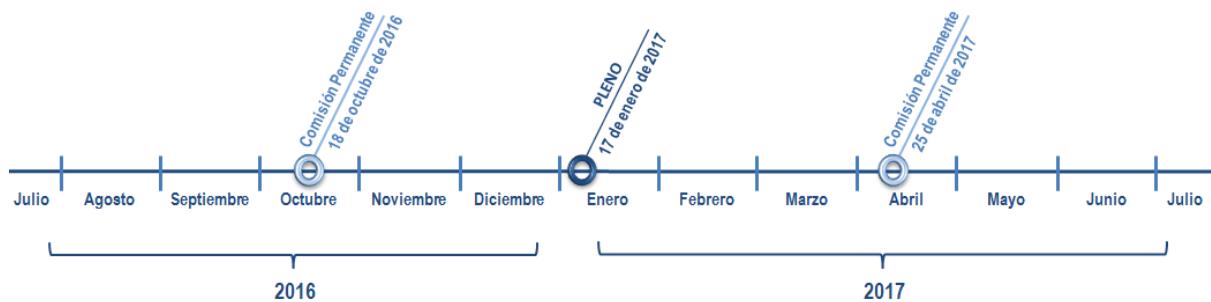 Comisión Permanente
18 de octubre de 2016
PLENO
17 de enero de 2017
Comisión Permanente
25 de abril de 2017
Julio Agosto Septiembre Octubre Noviembre Diciembre Enero Febrero Marzo Abril Mayo Junio Julio
2016 2017